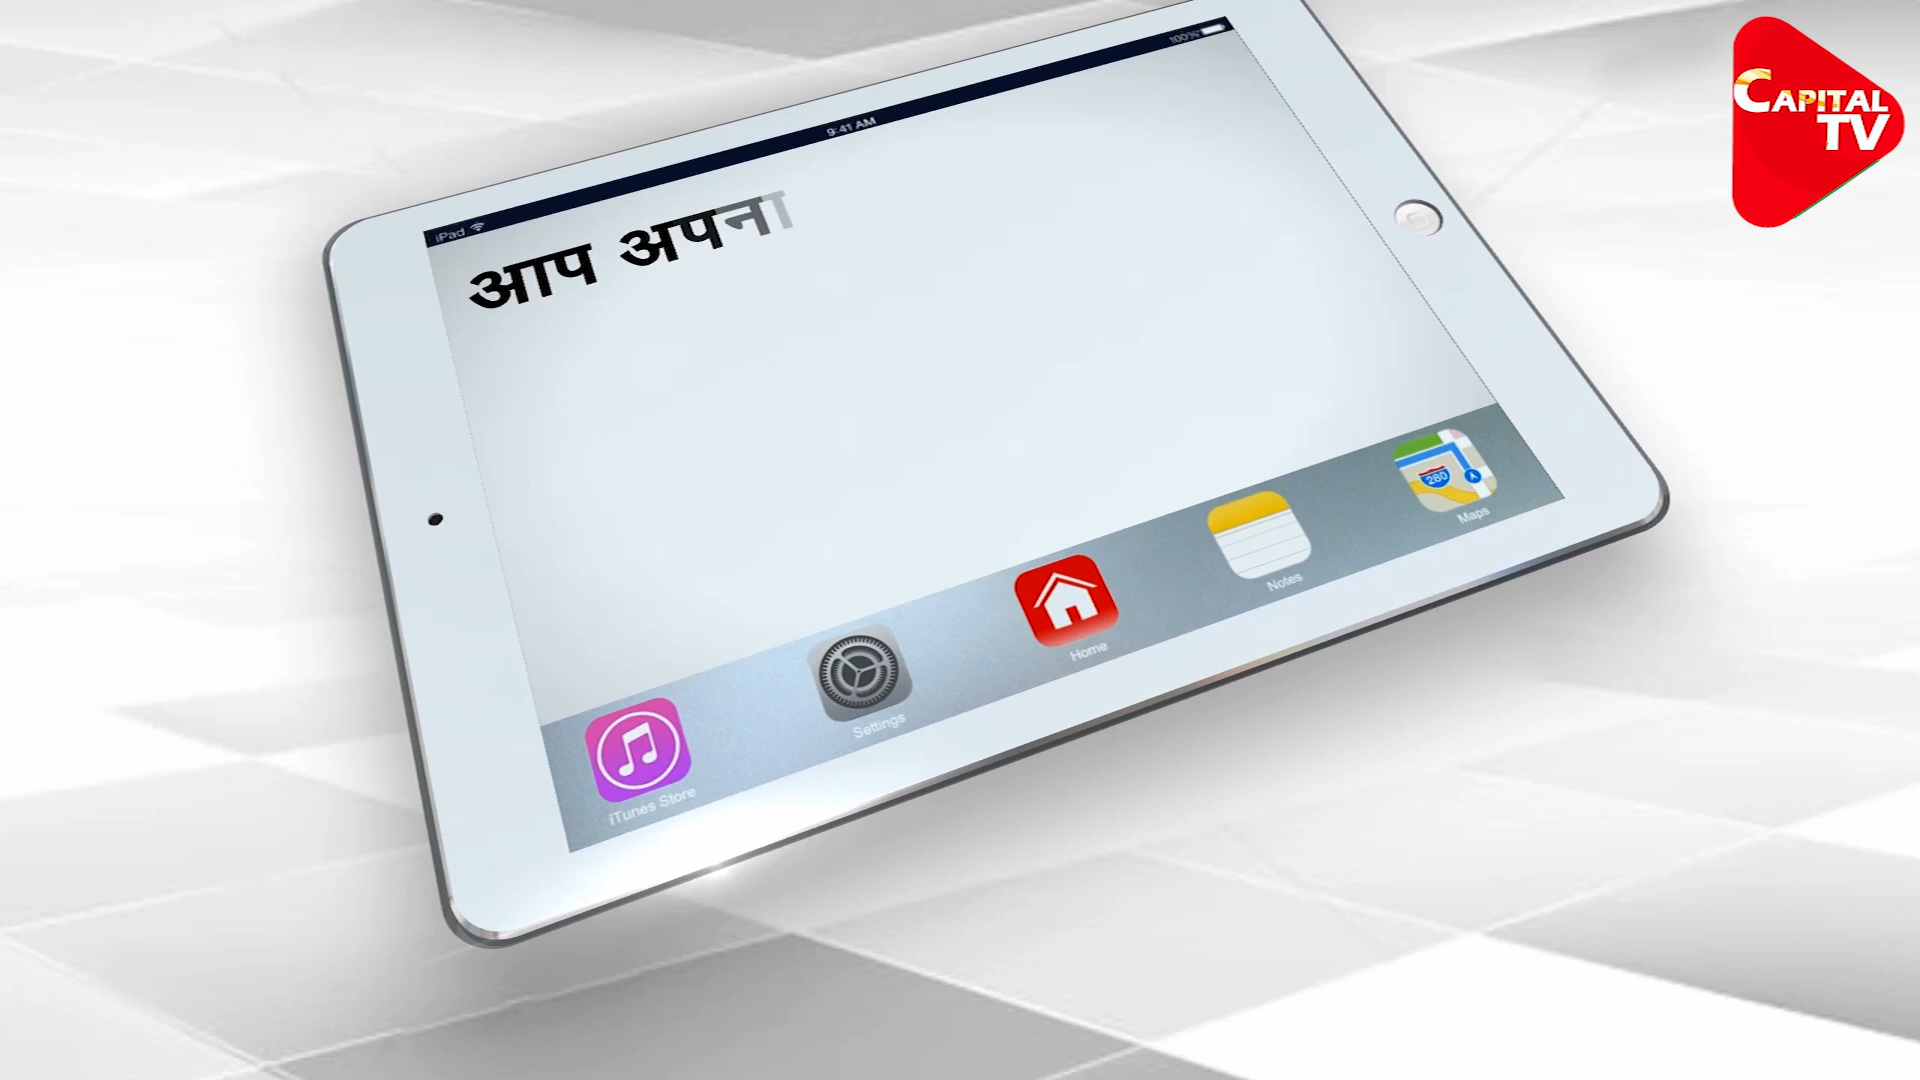 iPad
9:41 AM
100%
आप अपना
iTunes Store
Settings
Home
Notes
280
Maps
CAPITAL
TV